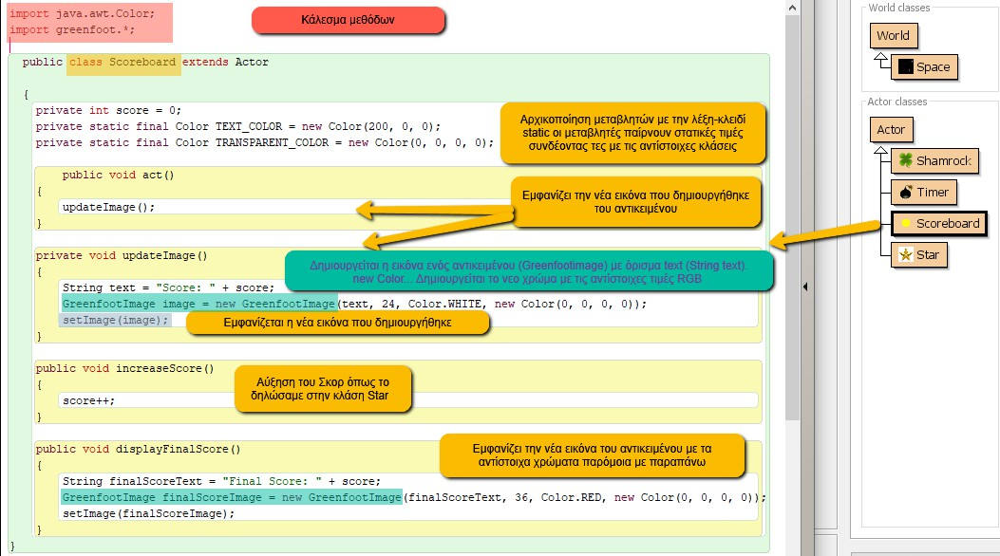 import java.awt.Color;
import greenfoot.*;
Κάλεσμα μεθόδων
public class Scoreboard extends Actor
{
private int score = 0;
private static final Color TEXT_COLOR = new Color(200, 0, 0);
private static final Color TRANSPARENT_COLOR = new Color(0, 0, 0, 0);
Αρχικοποίηση μεταβλητών με την λέξη-κλειδί
static οι μεταβλητές παίρνουν στατικές τιμές
συνδέοντας τες με τις αντίστοιχες κλάσεις
public void act()
{
updateImage();
}
Εμφανίζει την νέα εικόνα που δημιουργήθηκε
του αντικειμένου
private void updateImage()
{
Δημιουργείται η εικόνα ενός αντικειμένου (Greenfootimage) με όρισμα text (String text).
new Color... Δημιουργείται το νεο χρώμα με τις αντίστοιχες τιμές RGB
String text = "Score: " + score;
GreenfootImage image = new GreenfootImage(text, 24, Color.WHITE, new Color(0, 0, 0, 0));
setImage(image);
Εμφανίζεται η νέα εικόνα που δημιουργήθηκε
}
public void increaseScore()
{
score++;
}
Αύξηση του Σκορ όπως το
δηλώσαμε στην κλάση Star
public void displayFinalScore()
{
Εμφανίζει την νέα εικόνα του αντικειμένου με τα
αντίστοιχα χρώματα παρόμοια με παραπάνω
String finalScoreText = "Final Score: " + score;
GreenfootImage finalScoreImage = new GreenfootImage(finalScoreText, 36, Color.RED, new Color(0, 0, 0, 0));
setImage(finalScoreImage);
}
}
World classes
World
Space
Actor classes
Actor
Shamrock
Timer
Scoreboard
Star